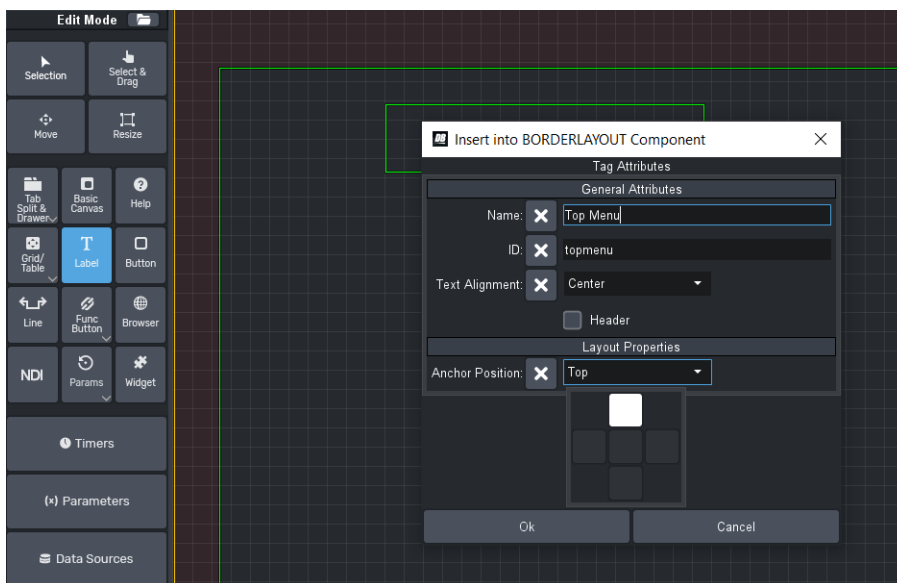 Edit Mode
Selection
Select &
Drag
Move
Resize
Tab
Split &
Drawer
Basic
Canvas
Help
Grid/
Table
T
Label
Button
Line
Func
Button
Browser
NDI
Params
Widget
Timers
(x) Parameters
Data Sources
DB Insert into BORDERLAYOUT Component
Tag Attributes
General Attributes
Name: Top Menu
ID: topmenu
Text Alignment: Center
Header
Layout Properties
Anchor Position: Top
Ok Cancel